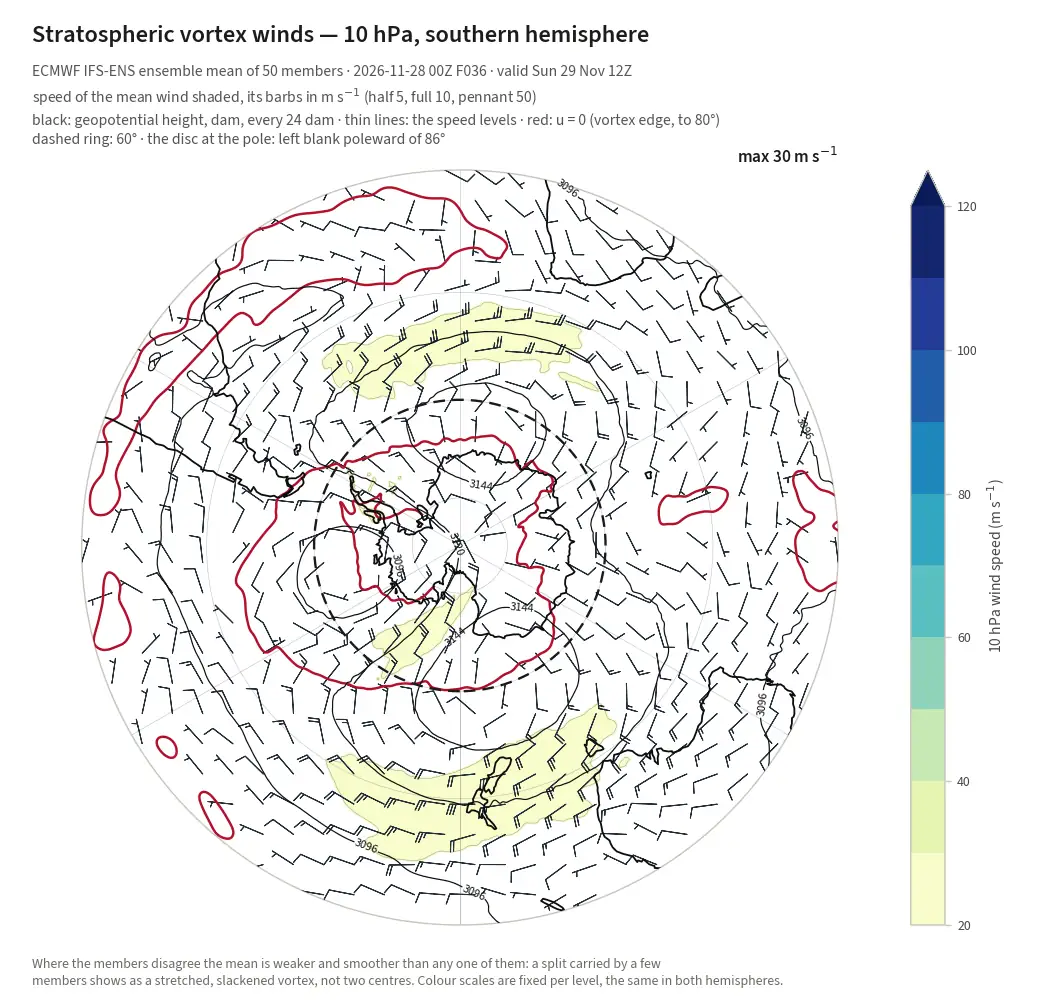 Stratospheric vortex winds — 10 hPa, southern hemisphere
ECMWF IFS-ENS ensemble mean of 50 members · 2026-11-28 00Z F036 · valid Sun 29 Nov 12Z
speed of the mean wind shaded, its barbs in m s⁻¹ (half 5, full 10, pennant 50)
black: geopotential height, dam, every 24 dam · thin lines: the speed levels · red: u = 0 (vortex edge, to 80°)
dashed ring: 60° · the disc at the pole: left blank poleward of 86°
max 30 m s⁻¹
3096
120
100
3096
3144
80
3096
3144
3144
60
10 hPa wind speed (m s⁻¹)
3096
40
3096
3096
20
Where the members disagree the mean is weaker and smoother than any one of them: a split carried by a few
members shows as a stretched, slackened vortex, not two centres. Colour scales are fixed per level, the same in both hemispheres.